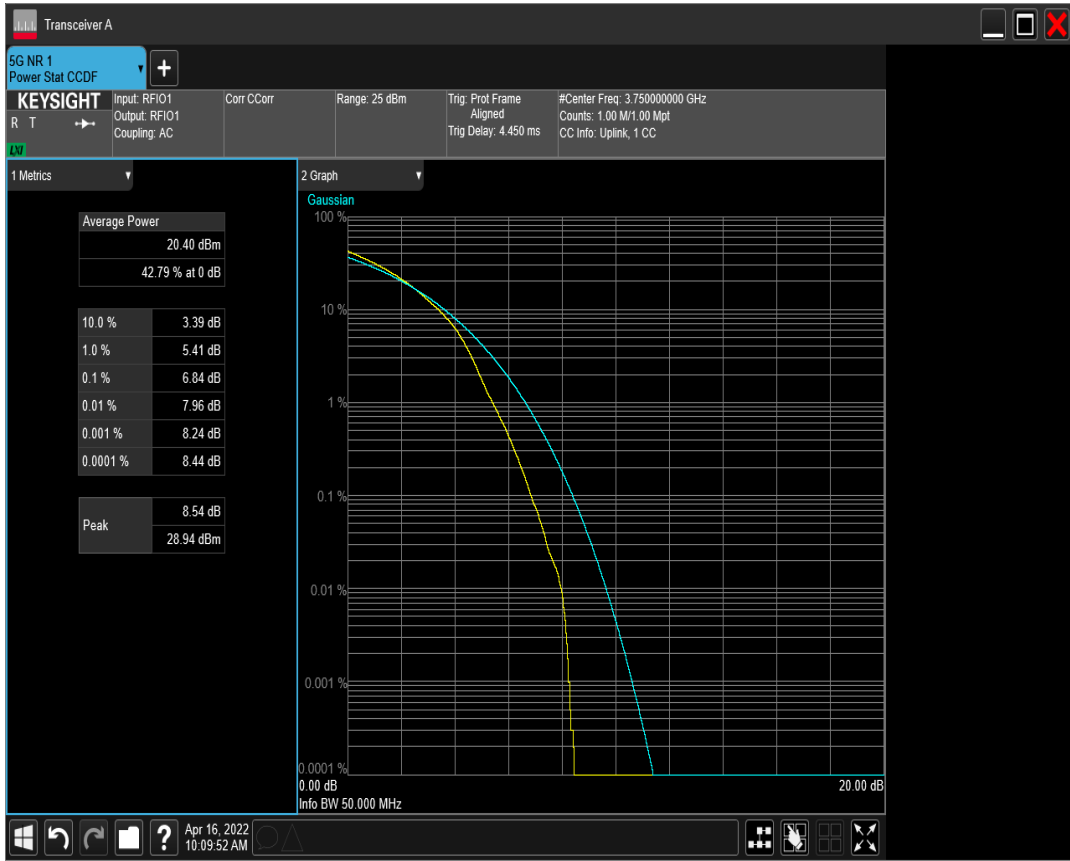 Transceiver A
5G NR 1
Power Stat CCDF
KEYSIGHT
R T
LXI
Input: RFIO1
Output: RFIO1
Coupling: AC
Corr CCorr
Range: 25 dBm
Trig: Prot Frame
Aligned
Trig Delay: 4.450 ms
#Center Freq: 3.750000000 GHz
Counts: 1.00 M/1.00 Mpt
CC Info: Uplink, 1 CC
1 Metrics
Average Power
20.40 dBm
42.79 % at 0 dB
10.0 % 3.39 dB
1.0 % 5.41 dB
0.1 % 6.84 dB
0.01 % 7.96 dB
0.001 % 8.24 dB
0.0001 % 8.44 dB
Peak 8.54 dB
28.94 dBm
2 Graph
Gaussian
100 %
10 %
1 %
0.1 %
0.01 %
0.001 %
0.0001 %
0.00 dB 20.00 dB
Info BW 50.000 MHz
Apr 16, 2022
10:09:52 AM